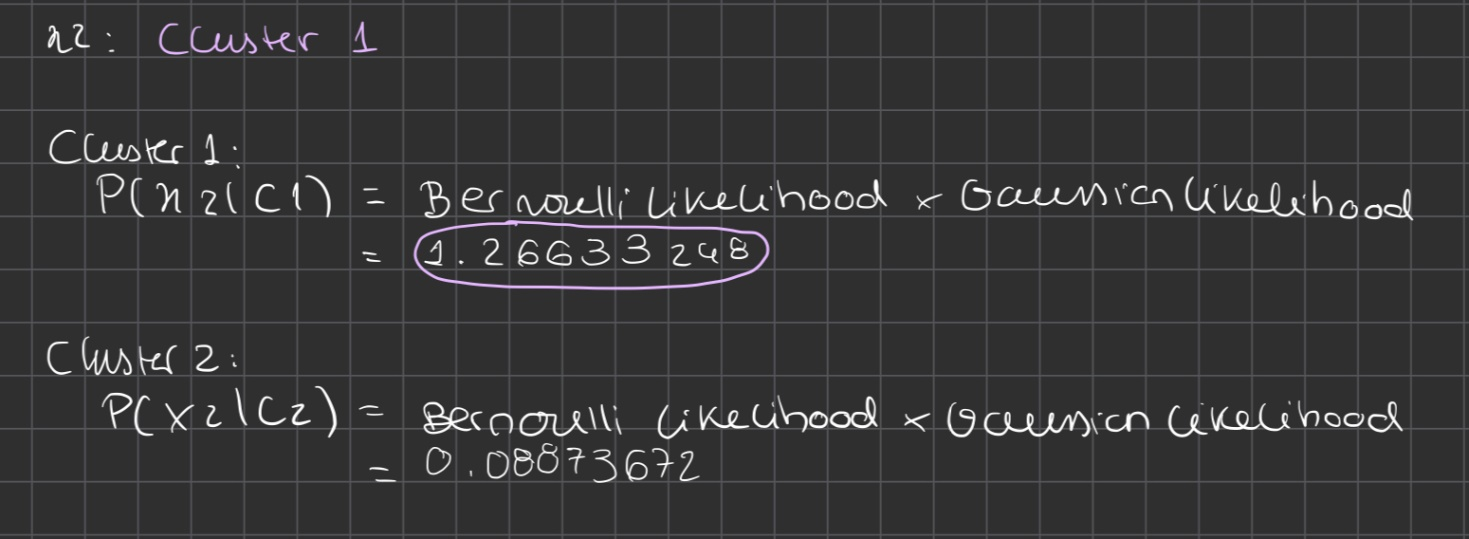 x2: Cluster 1
Cluster 1:
P(x2|C1) = Bernoulli likelihood × Gaussian likelihood
= 1.26633248
Cluster 2:
P(x2|C2) = Bernoulli likelihood × Gaussian likelihood
= 0.08873672